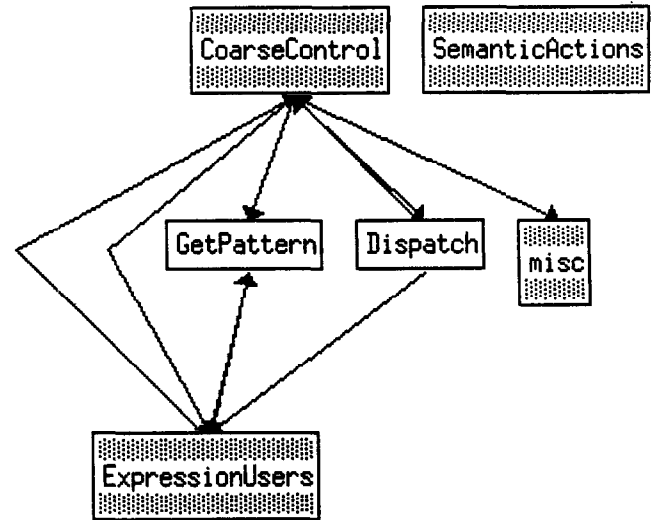 CoarseControl
SemanticActions
GetPattern
Dispatch
misc
ExpressionUsers